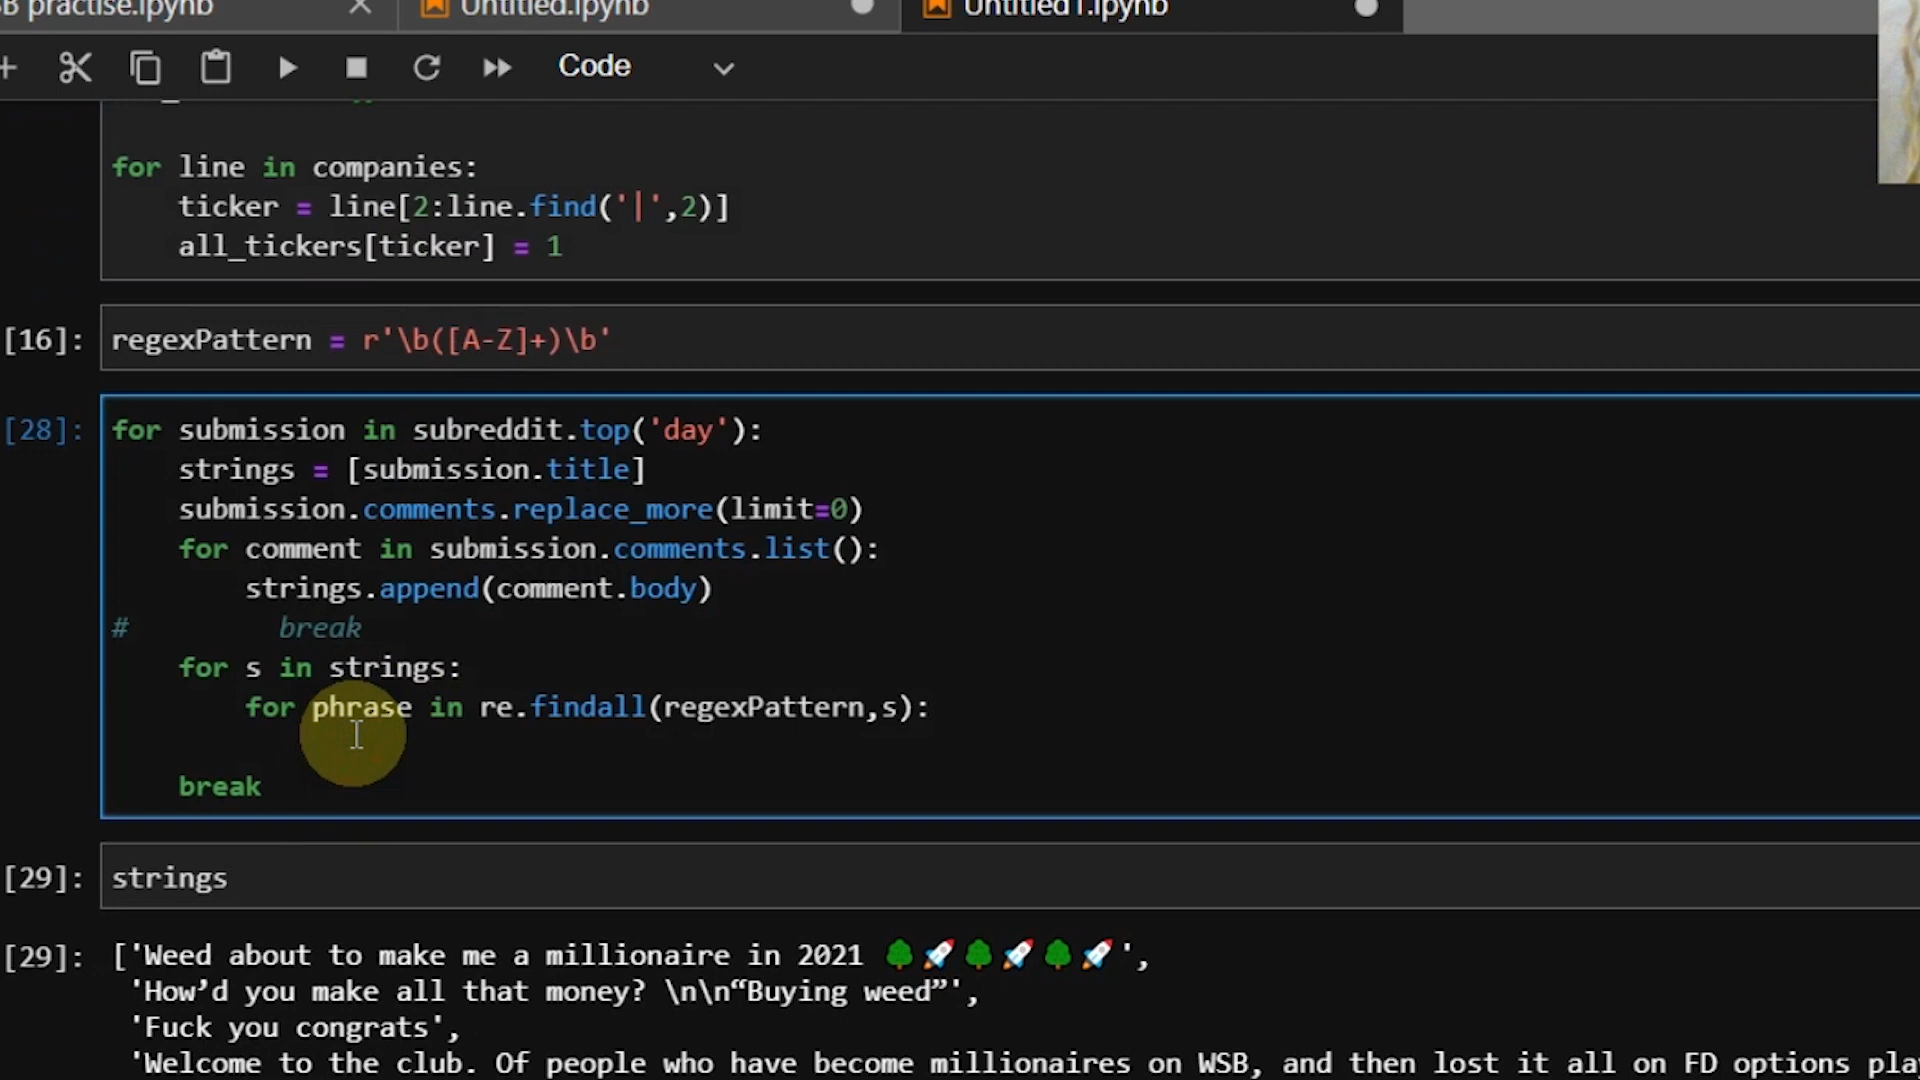 B practise.ipynb
Untitled.ipynb
Untitled1.ipynb
Code
for line in companies:
    ticker = line[2:line.find('|',2)]
    all_tickers[ticker] = 1
[16]: regexPattern = r'\b([A-Z]+)\b'
[28]: for submission in subreddit.top('day'):
    strings = [submission.title]
    submission.comments.replace_more(limit=0)
    for comment in submission.comments.list():
        strings.append(comment.body)
#         break
    for s in strings:
        for phrase in re.findall(regexPattern,s):
    break
[29]: strings
[29]: ['Weed about to make me a millionaire in 2021 🌳🚀🌳🚀🌳🚀',
'How’d you make all that money? \n\n“Buying weed”',
'Fuck you congrats',
'Welcome to the club. Of people who have become millionaires on WSB, and then lost it all on FD options pla